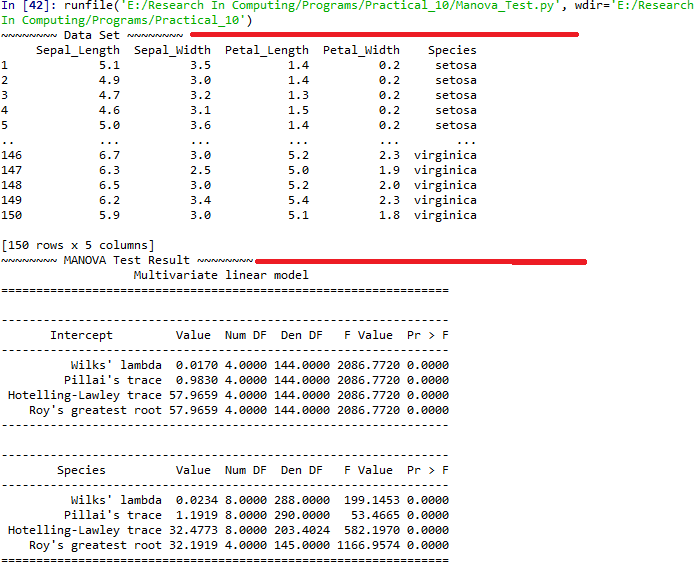 In [42]: runfile('E:/Research In Computing/Programs/Practical_10/Manova_Test.py', wdir='E:/Research
In Computing/Programs/Practical_10')
~~~~~~~~ Data Set ~~~~~~~~
Sepal_Length Sepal_Width Petal_Length Petal_Width Species
1 5.1 3.5 1.4 0.2 setosa
2 4.9 3.0 1.4 0.2 setosa
3 4.7 3.2 1.3 0.2 setosa
4 4.6 3.1 1.5 0.2 setosa
5 5.0 3.6 1.4 0.2 setosa
.. ... ... ... ... ...
146 6.7 3.0 5.2 2.3 virginica
147 6.3 2.5 5.0 1.9 virginica
148 6.5 3.0 5.2 2.0 virginica
149 6.2 3.4 5.4 2.3 virginica
150 5.9 3.0 5.1 1.8 virginica
[150 rows x 5 columns]
~~~~~~~~ MANOVA Test Result ~~~~~~~~
Multivariate linear model
================================================================
----------------------------------------------------------------
Intercept Value Num DF Den DF F Value Pr > F
----------------------------------------------------------------
Wilks' lambda 0.0170 4.0000 144.0000 2086.7720 0.0000
Pillai's trace 0.9830 4.0000 144.0000 2086.7720 0.0000
Hotelling-Lawley trace 57.9659 4.0000 144.0000 2086.7720 0.0000
Roy's greatest root 57.9659 4.0000 144.0000 2086.7720 0.0000
----------------------------------------------------------------
----------------------------------------------------------------
Species Value Num DF Den DF F Value Pr > F
----------------------------------------------------------------
Wilks' lambda 0.0234 8.0000 288.0000 199.1453 0.0000
Pillai's trace 1.1919 8.0000 290.0000 53.4665 0.0000
Hotelling-Lawley trace 32.4773 8.0000 203.4024 582.1970 0.0000
Roy's greatest root 32.1919 4.0000 145.0000 1166.9574 0.0000
================================================================